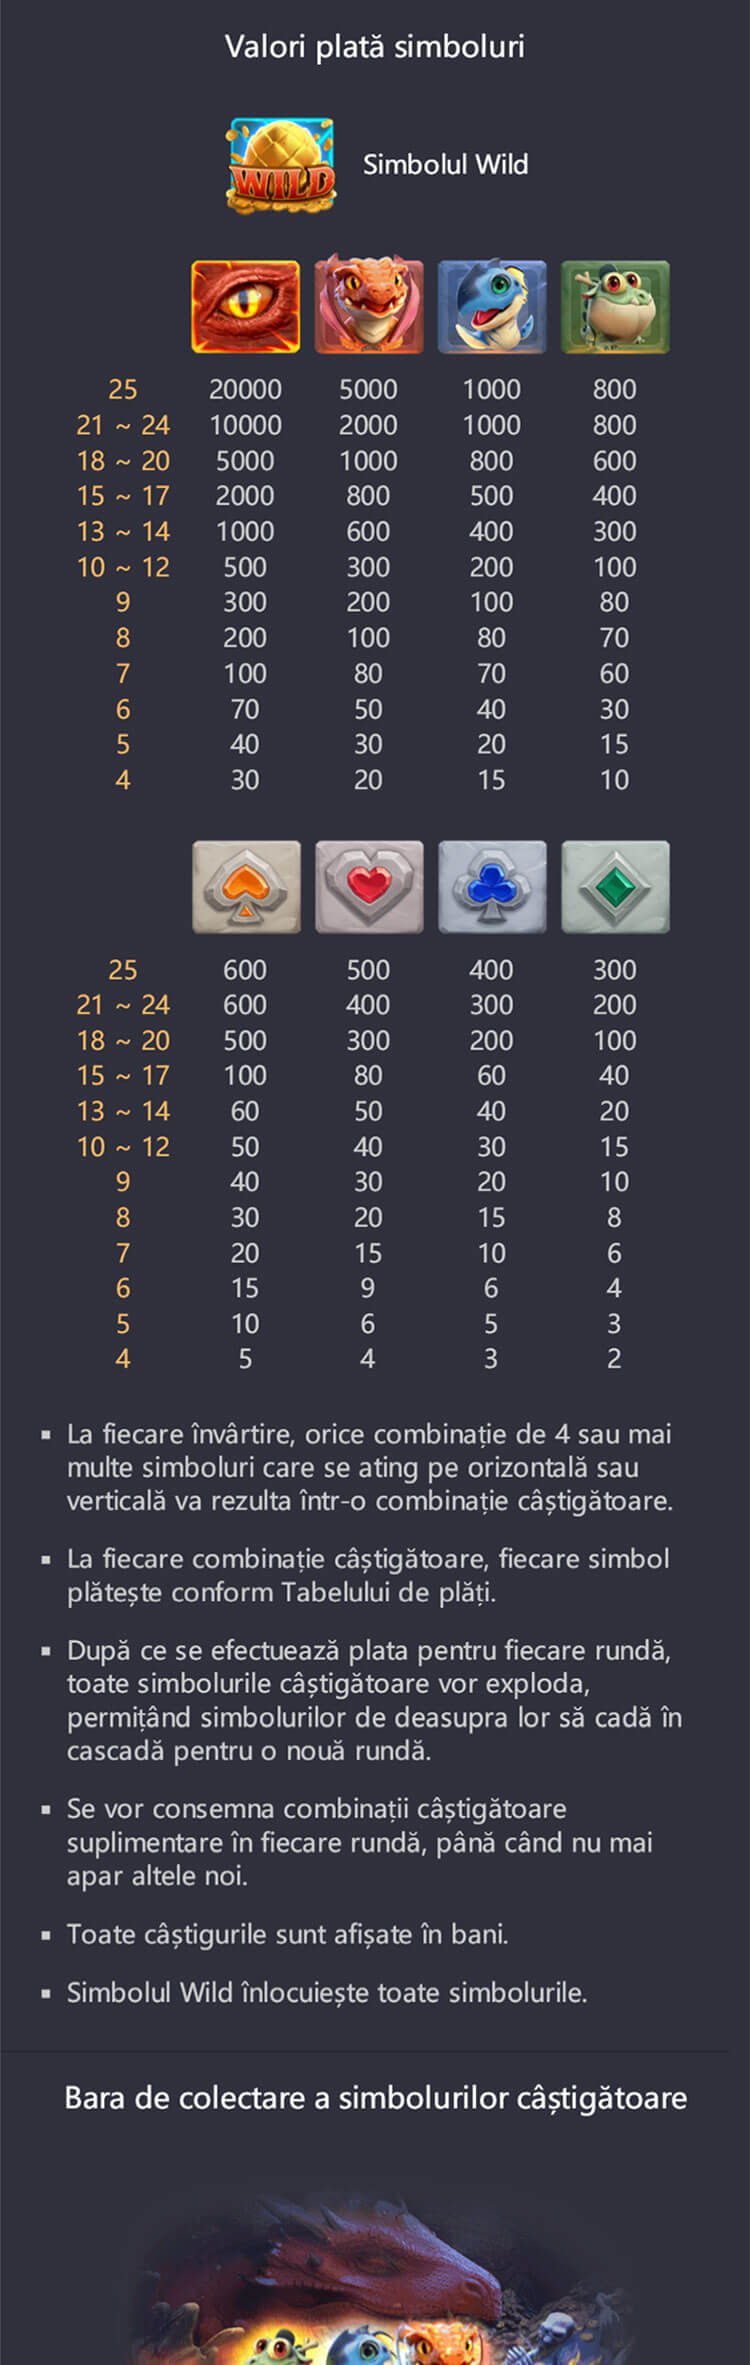 Valori plată simboluri
WILD
Simbolul Wild
25 20000 5000 1000 800
21 ~ 24 10000 2000 1000 800
18 ~ 20 5000 1000 800 600
15 ~ 17 2000 800 500 400
13 ~ 14 1000 600 400 300
10 ~ 12 500 300 200 100
9 300 200 100 80
8 200 100 80 70
7 100 80 70 60
6 70 50 40 30
5 40 30 20 15
4 30 20 15 10
25 600 500 400 300
21 ~ 24 600 400 300 200
18 ~ 20 500 300 200 100
15 ~ 17 100 80 60 40
13 ~ 14 60 50 40 20
10 ~ 12 50 40 30 15
9 40 30 20 10
8 30 20 15 8
7 20 15 10 6
6 15 9 6 4
5 10 6 5 3
4 5 4 3 2
▪ La fiecare învârtire, orice combinație de 4 sau mai
multe simboluri care se ating pe orizontală sau
verticală va rezulta într-o combinație câștigătoare.
▪ La fiecare combinație câștigătoare, fiecare simbol
plătește conform Tabelului de plăți.
▪ După ce se efectuează plata pentru fiecare rundă,
toate simbolurile câștigătoare vor exploda,
permițând simbolurilor de deasupra lor să cadă în
cascadă pentru o nouă rundă.
▪ Se vor consemna combinații câștigătoare
suplimentare în fiecare rundă, până când nu mai
apar altele noi.
▪ Toate câștigurile sunt afișate în bani.
▪ Simbolul Wild înlocuiește toate simbolurile.
Bara de colectare a simbolurilor câștigătoare